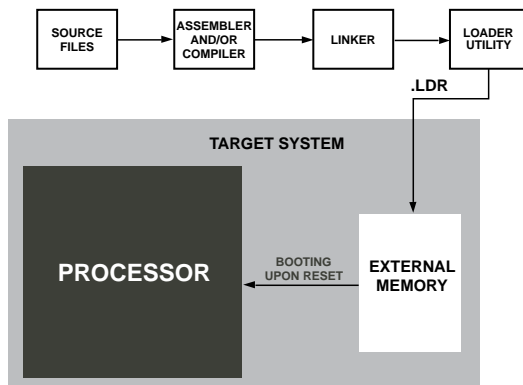 SOURCE
FILES
ASSEMBLER
AND/OR
COMPILER
LINKER
LOADER
UTILITY
.LDR
TARGET SYSTEM
PROCESSOR
BOOTING
UPON RESET
EXTERNAL
MEMORY